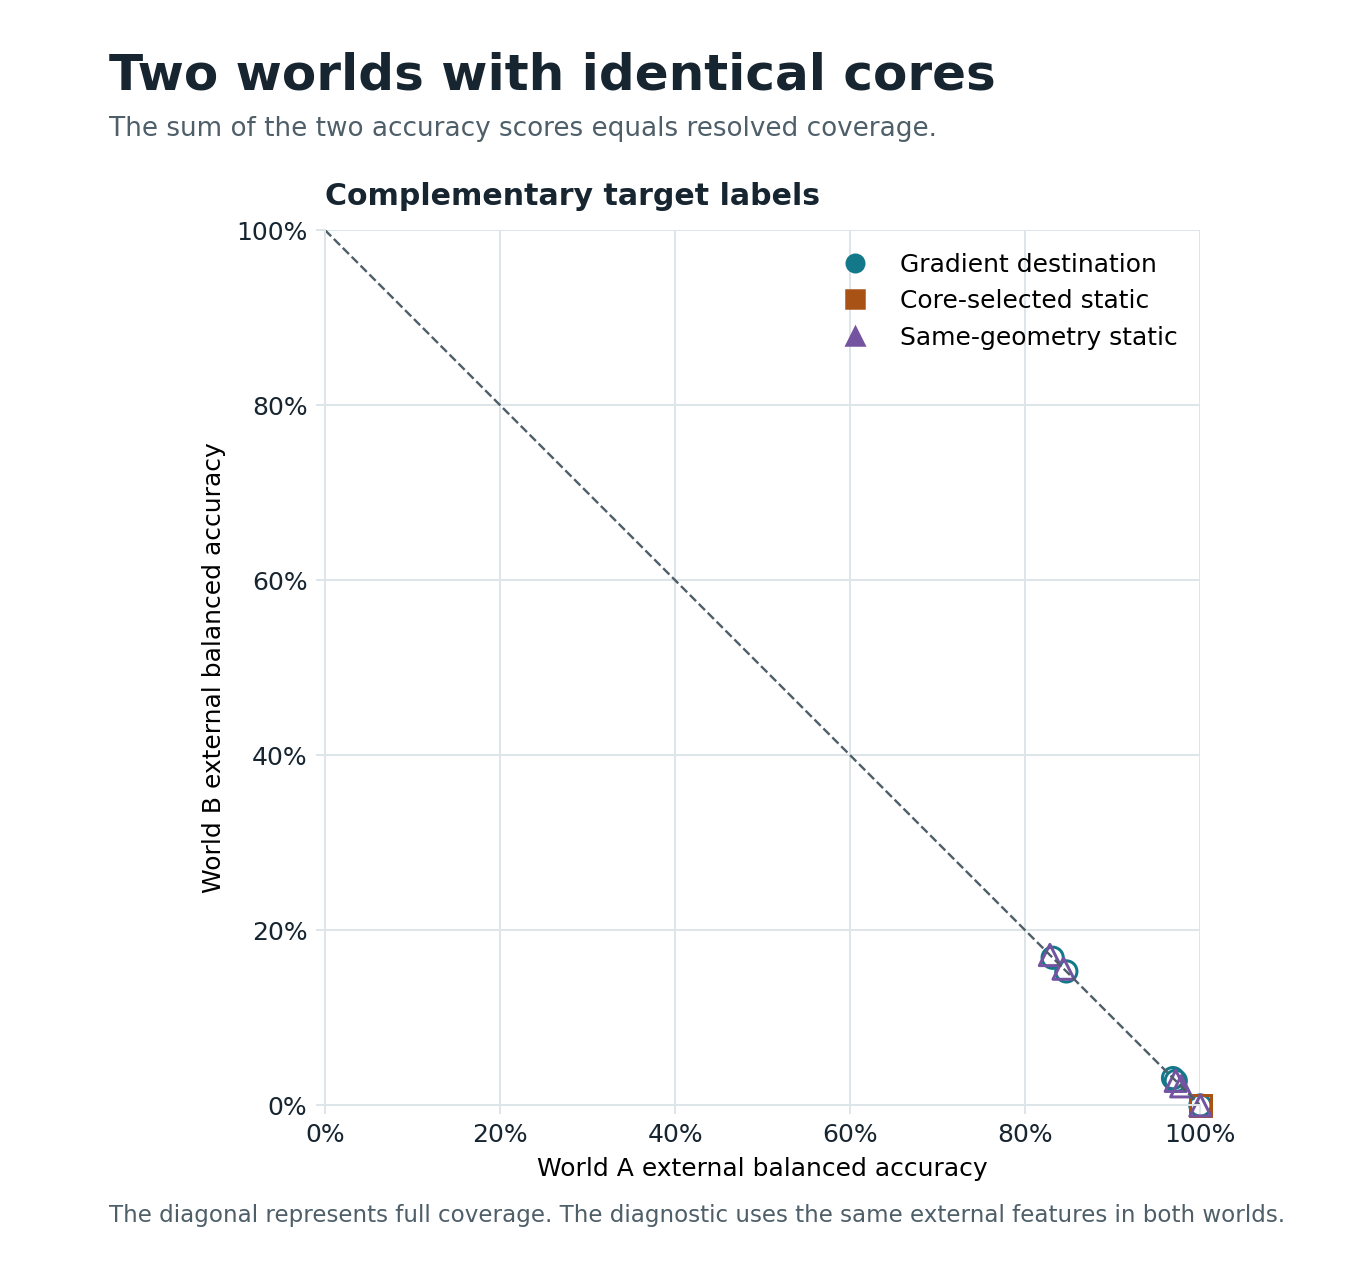 Two worlds with identical cores
The sum of the two accuracy scores equals resolved coverage.
Complementary target labels
100%
80%
60%
40%
20%
0%
World B external balanced accuracy
Gradient destination
Core-selected static
Same-geometry static
0% 20% 40% 60% 80% 100%
World A external balanced accuracy
The diagonal represents full coverage. The diagnostic uses the same external features in both worlds.